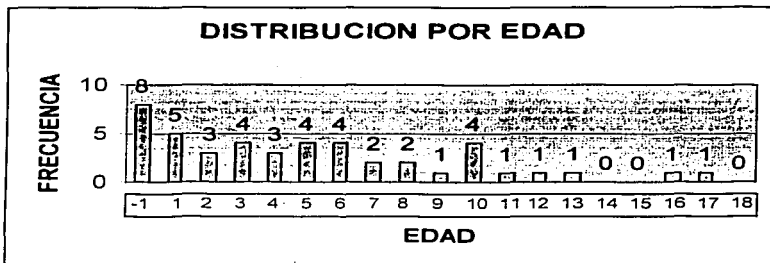 DISTRIBUCION POR EDAD
FRECUENCIA
10
5
0
8 5 3 4 3 4 4 2 2 1 4 1 1 1 0 0 1 1 0
-1 1 2 3 4 5 6 7 8 9 10 11 12 13 14 15 16 17 18
EDAD